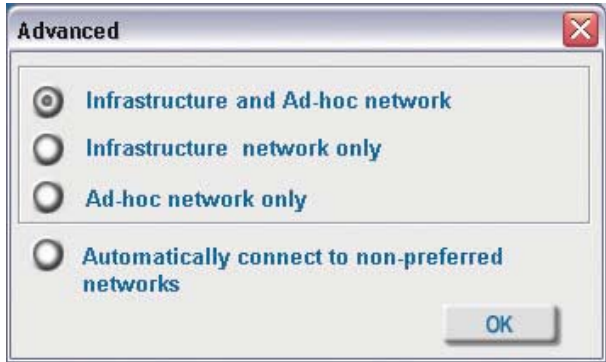 Advanced
Infrastructure and Ad-hoc network
Infrastructure network only
Ad-hoc network only
Automatically connect to non-preferred
networks
OK